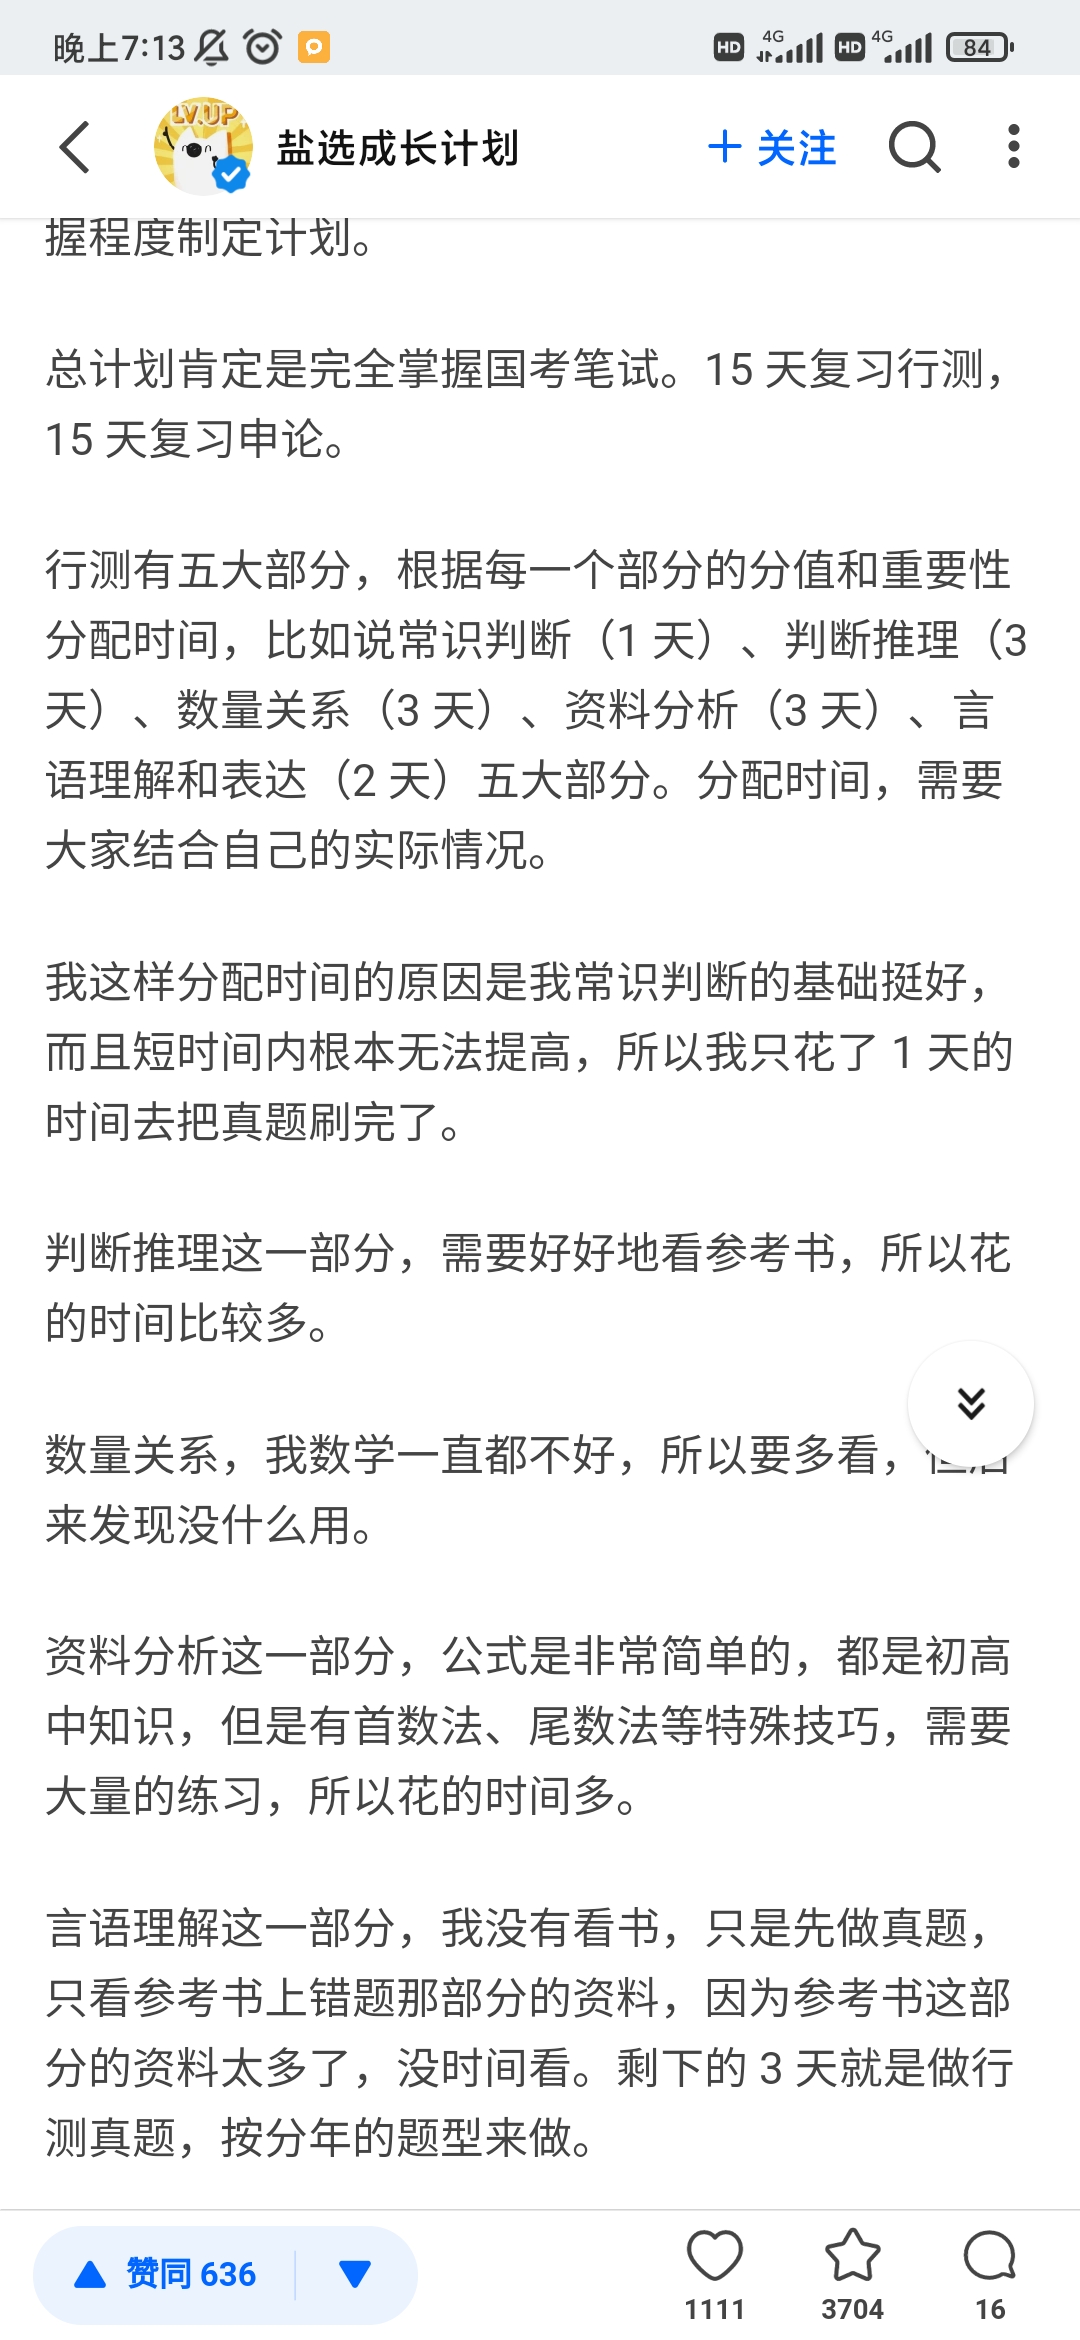 晚上7:13 HD 4G HD 4G 84
LV.UP
盐选成长计划 + 关注
握程度制定计划。
总计划肯定是完全掌握国考笔试。15 天复习行测，
15 天复习申论。
行测有五大部分，根据每一个部分的分值和重要性
分配时间，比如说常识判断（1 天）、判断推理（3
天）、数量关系（3 天）、资料分析（3 天）、言
语理解和表达（2 天）五大部分。分配时间，需要
大家结合自己的实际情况。
我这样分配时间的原因是我常识判断的基础挺好，
而且短时间内根本无法提高，所以我只花了 1 天的
时间去把真题刷完了。
判断推理这一部分，需要好好地看参考书，所以花
的时间比较多。
数量关系，我数学一直都不好，所以要多看，
来发现没什么用。
资料分析这一部分，公式是非常简单的，都是初高
中知识，但是有首数法、尾数法等特殊技巧，需要
大量的练习，所以花的时间多。
言语理解这一部分，我没有看书，只是先做真题，
只看参考书上错题那部分的资料，因为参考书这部
分的资料太多了，没时间看。剩下的 3 天就是做行
测真题，按分年的题型来做。
赞同 636
1111 3704 16